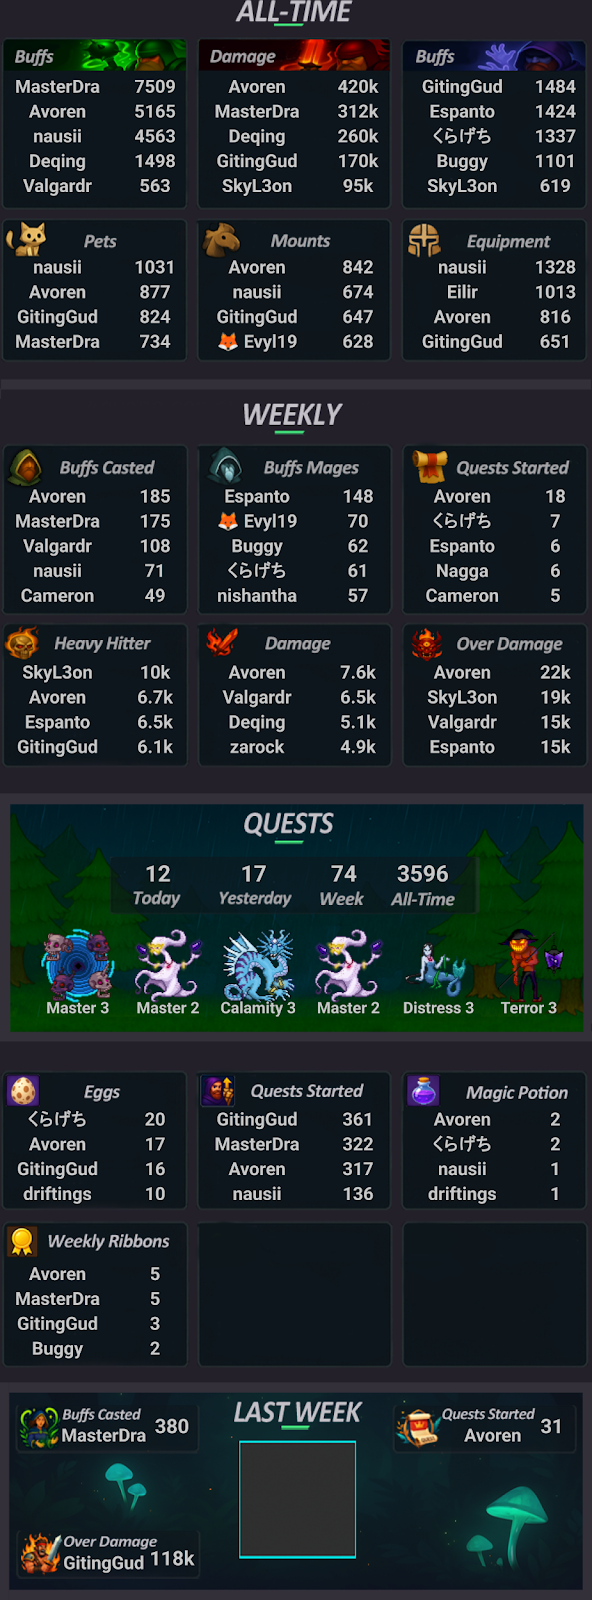 ALL-TIME
Buffs
MasterDra 7509
Avoren 5165
nausii 4563
Deqing 1498
Valgardr 563
Damage
Avoren 420k
MasterDra 312k
Deqing 260k
GitingGud 170k
SkyL3on 95k
Buffs
GitingGud 1484
Espanto 1424
くらげち 1337
Buggy 1101
SkyL3on 619
Pets
nausii 1031
Avoren 877
GitingGud 824
MasterDra 734
Mounts
Avoren 842
nausii 674
GitingGud 647
🦊 Evyl19 628
Equipment
nausii 1328
Eilir 1013
Avoren 816
GitingGud 651
WEEKLY
Buffs Casted
Avoren 185
MasterDra 175
Valgardr 108
nausii 71
Cameron 49
Buffs Mages
Espanto 148
🦊 Evyl19 70
Buggy 62
くらげち 61
nishantha 57
Quests Started
Avoren 18
くらげち 7
Espanto 6
Nagga 6
Cameron 5
Heavy Hitter
SkyL3on 10k
Avoren 6.7k
Espanto 6.5k
GitingGud 6.1k
Damage
Avoren 7.6k
Valgardr 6.5k
Deqing 5.1k
zarock 4.9k
Over Damage
Avoren 22k
SkyL3on 19k
Valgardr 15k
Espanto 15k
QUESTS
12 17 74 3596
Today Yesterday Week All-Time
Master 3 Master 2 Calamity 3 Master 2 Distress 3 Terror 3
Eggs
くらげち 20
Avoren 17
GitingGud 16
driftings 10
Quests Started
GitingGud 361
MasterDra 322
Avoren 317
nausii 136
Magic Potion
Avoren 2
くらげち 2
nausii 1
driftings 1
Weekly Ribbons
Avoren 5
MasterDra 5
GitingGud 3
Buggy 2
LAST WEEK
Buffs Casted
MasterDra 380
Quests Started
Avoren 31
Over Damage
GitingGud 118k